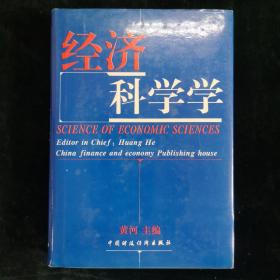 经济
科学学
SCIENCE OF ECONOMIC SCIENCES
Editor in Chief: Huang He
China finance and economy Publishing house
黄河 主编
中国财政经济出版社